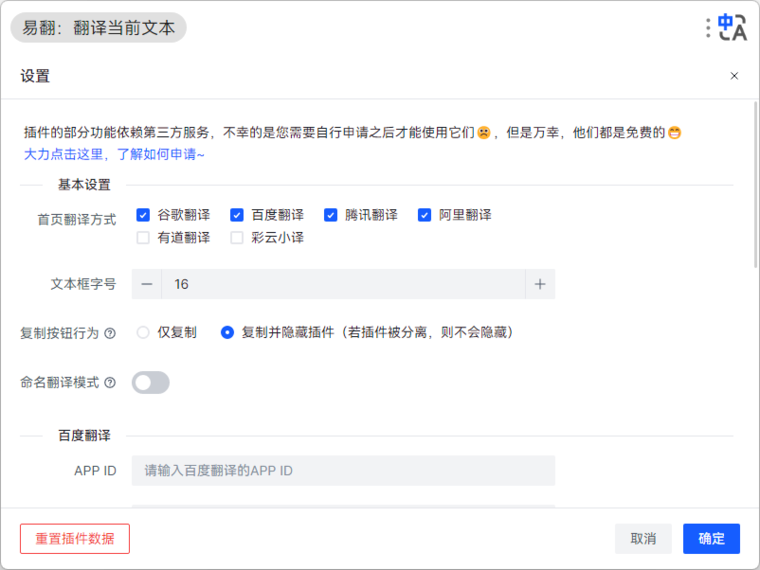 易翻：翻译当前文本
设置
插件的部分功能依赖第三方服务，不幸的是您需要自行申请之后才能使用它们😣，但是万幸，他们都是免费的😁
大力点击这里，了解如何申请~
基本设置
首页翻译方式 谷歌翻译 百度翻译 腾讯翻译 阿里翻译
有道翻译 彩云小译
文本框字号 16
复制按钮行为 仅复制 复制并隐藏插件（若插件被分离，则不会隐藏）
命名翻译模式
百度翻译
APP ID 请输入百度翻译的APP ID
重置插件数据 取消 确定